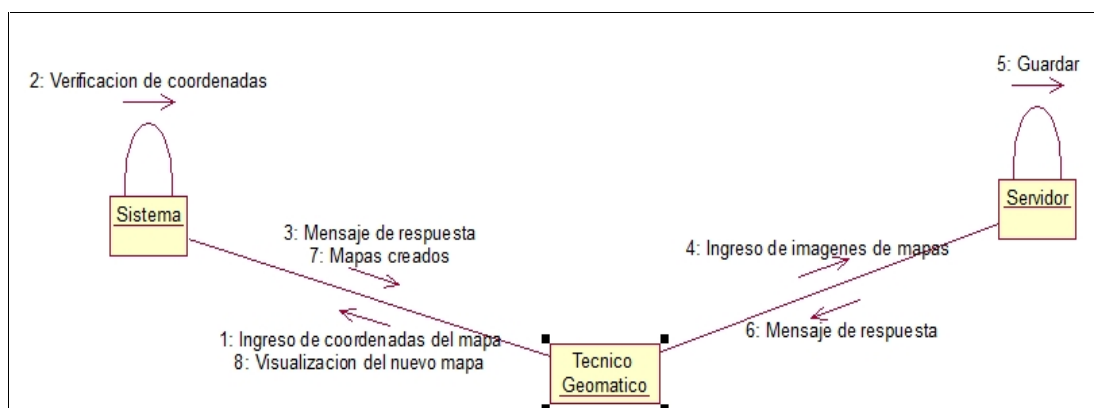 2: Verificacion de coordenadas
5: Guardar
Sistema
Servidor
3: Mensaje de respuesta
7: Mapas creados
4: Ingreso de imagenes de mapas
1: Ingreso de coordenadas del mapa
8: Visualizacion del nuevo mapa
6: Mensaje de respuesta
Tecnico
Geomatico